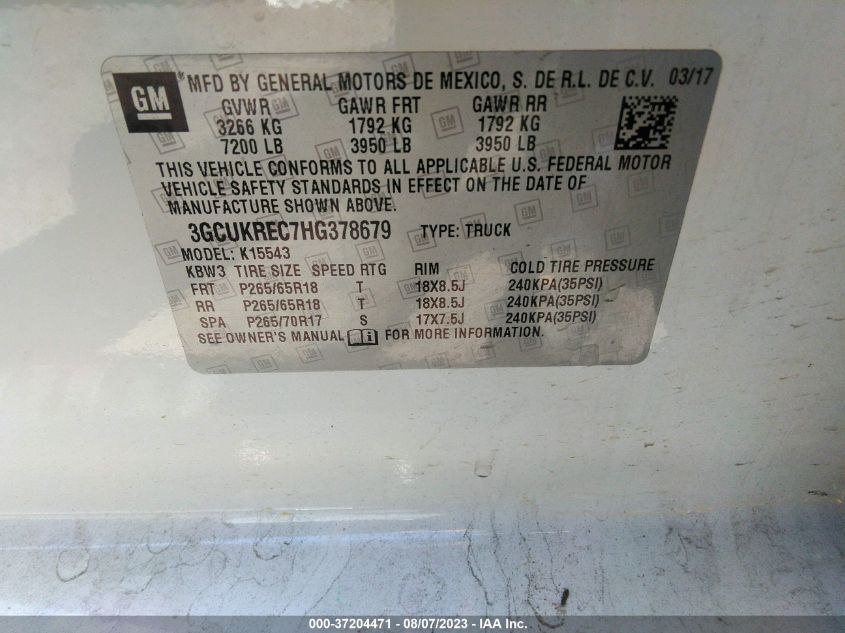 GM *MFD BY GENERAL MOTORS DE MEXICO, S. DE R.L. DE C.V. 03/17
GVWR GAWR FRT GAWR RR
3266 KG 1792 KG 1792 KG
7200 LB 3950 LB 3950 LB
THIS VEHICLE CONFORMS TO ALL APPLICABLE U.S. FEDERAL MOTOR
VEHICLE SAFETY STANDARDS IN EFFECT ON THE DATE OF
MANUFACTURE SHOWN ABOVE.
3GCUKREC7HG378679 TYPE: TRUCK
MODEL: K15543
KBW3 TIRE SIZE SPEED RTG RIM COLD TIRE PRESSURE
FRT P265/65R18 T 18X8.5J 240KPA(35PSI)
RR P265/65R18 T 18X8.5J 240KPA(35PSI)
SPA P265/70R17 S 17X7.5J 240KPA(35PSI)
SEE OWNER'S MANUAL FOR MORE INFORMATION.
000-37204471 - 08/07/2023 - IAA Inc.